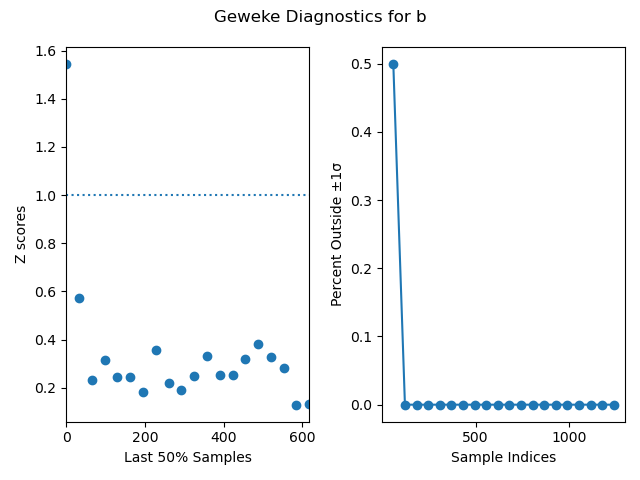 Geweke Diagnostics for b
Z scores
1.6
1.4
1.2
1.0
0.8
0.6
0.4
0.2
0 200 400 600
Last 50% Samples
Percent Outside ±1σ
0.5
0.4
0.3
0.2
0.1
0.0
500 1000
Sample Indices